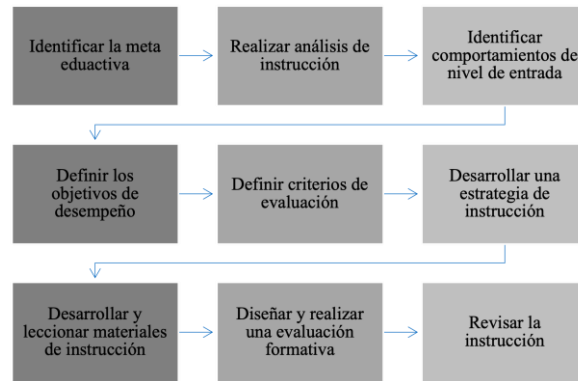 Identificar la meta
eduactiva
Realizar análisis de
instrucción
Identificar
comportamientos de
nivel de entrada
Definir los
objetivos de
desempeño
Definir criterios de
evaluación
Desarrollar una
estrategia de
instrucción
Desarrollar y
leccionar materiales
de instrucción
Diseñar y realizar
una evaluación
formativa
Revisar la
instrucción